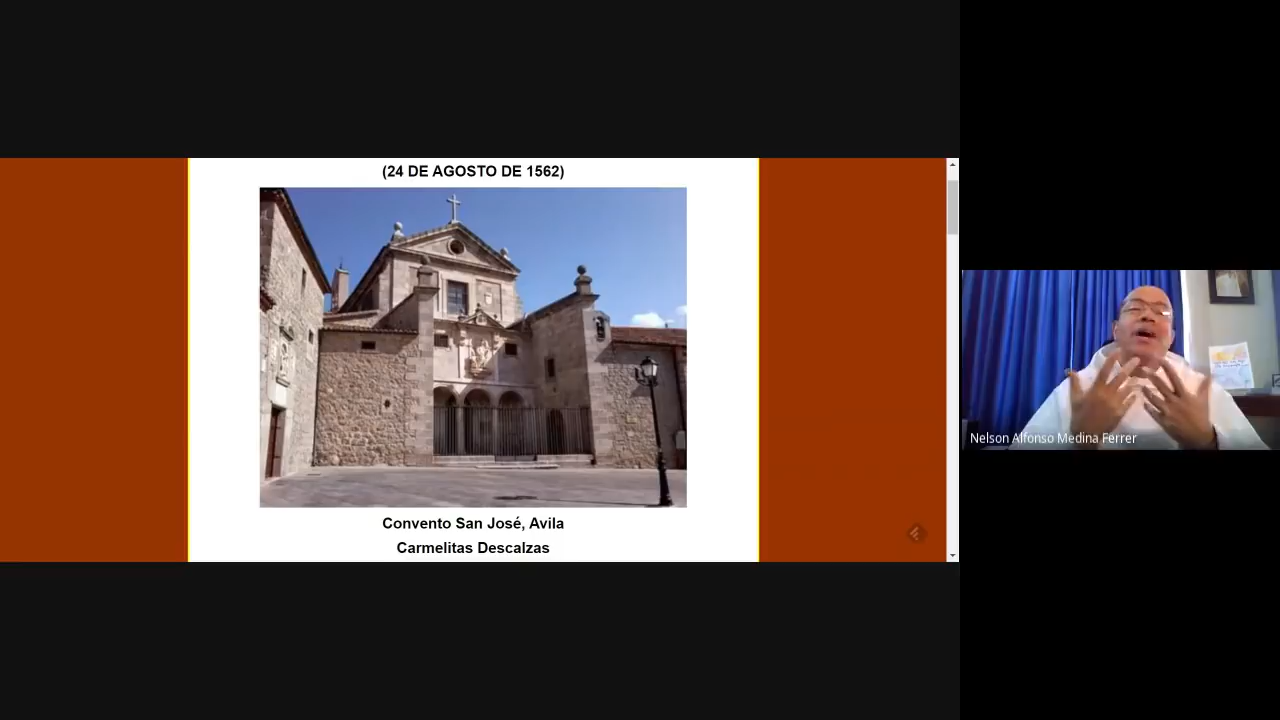 (24 DE AGOSTO DE 1562)
Convento San José, Avila
Carmelitas Descalzas
Nelson Alfonso Medina Ferrer